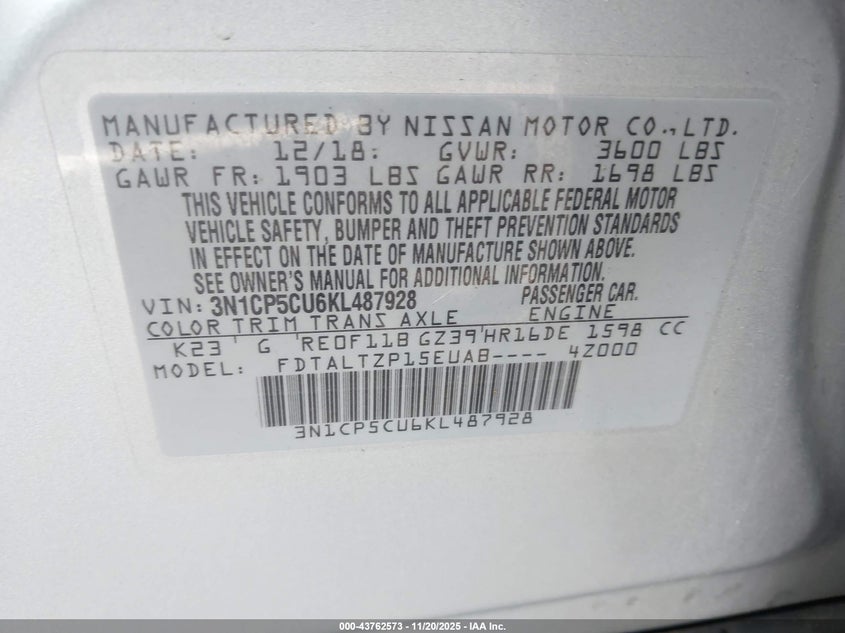 MANUFACTURED BY NISSAN MOTOR CO.,LTD.
DATE: 12/18: GVWR: 3600 LBS
GAWR FR: 1903 LBS GAWR RR: 1698 LBS
THIS VEHICLE CONFORMS TO ALL APPLICABLE FEDERAL MOTOR
VEHICLE SAFETY, BUMPER AND THEFT PREVENTION STANDARDS
IN EFFECT ON THE DATE OF MANUFACTURE SHOWN ABOVE.
SEE OWNER'S MANUAL FOR ADDITIONAL INFORMATION.
VIN: 3N1CP5CU6KL487928 PASSENGER CAR.
COLOR TRIM TRANS AXLE ENGINE
K23 G RE0F11B GZ39 HR16DE 1598 CC
MODEL: FDTALTZP15EUAB---- 4Z000
3N1CP5CU6KL487928
000-43762573 - 11/20/2025 - IAA Inc.